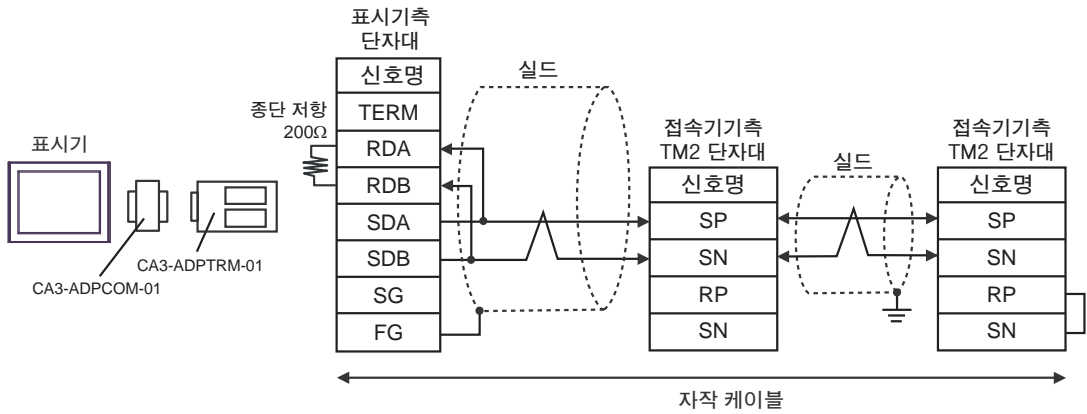 표시기
CA3-ADPCOM-01
CA3-ADPTRM-01
종단 저항
200Ω
표시기측
단자대
신호명
TERM
RDA
RDB
SDA
SDB
SG
FG
실드
접속기기측
TM2 단자대
신호명
SP
SN
RP
SN
실드
접속기기측
TM2 단자대
신호명
SP
SN
RP
SN
자작 케이블